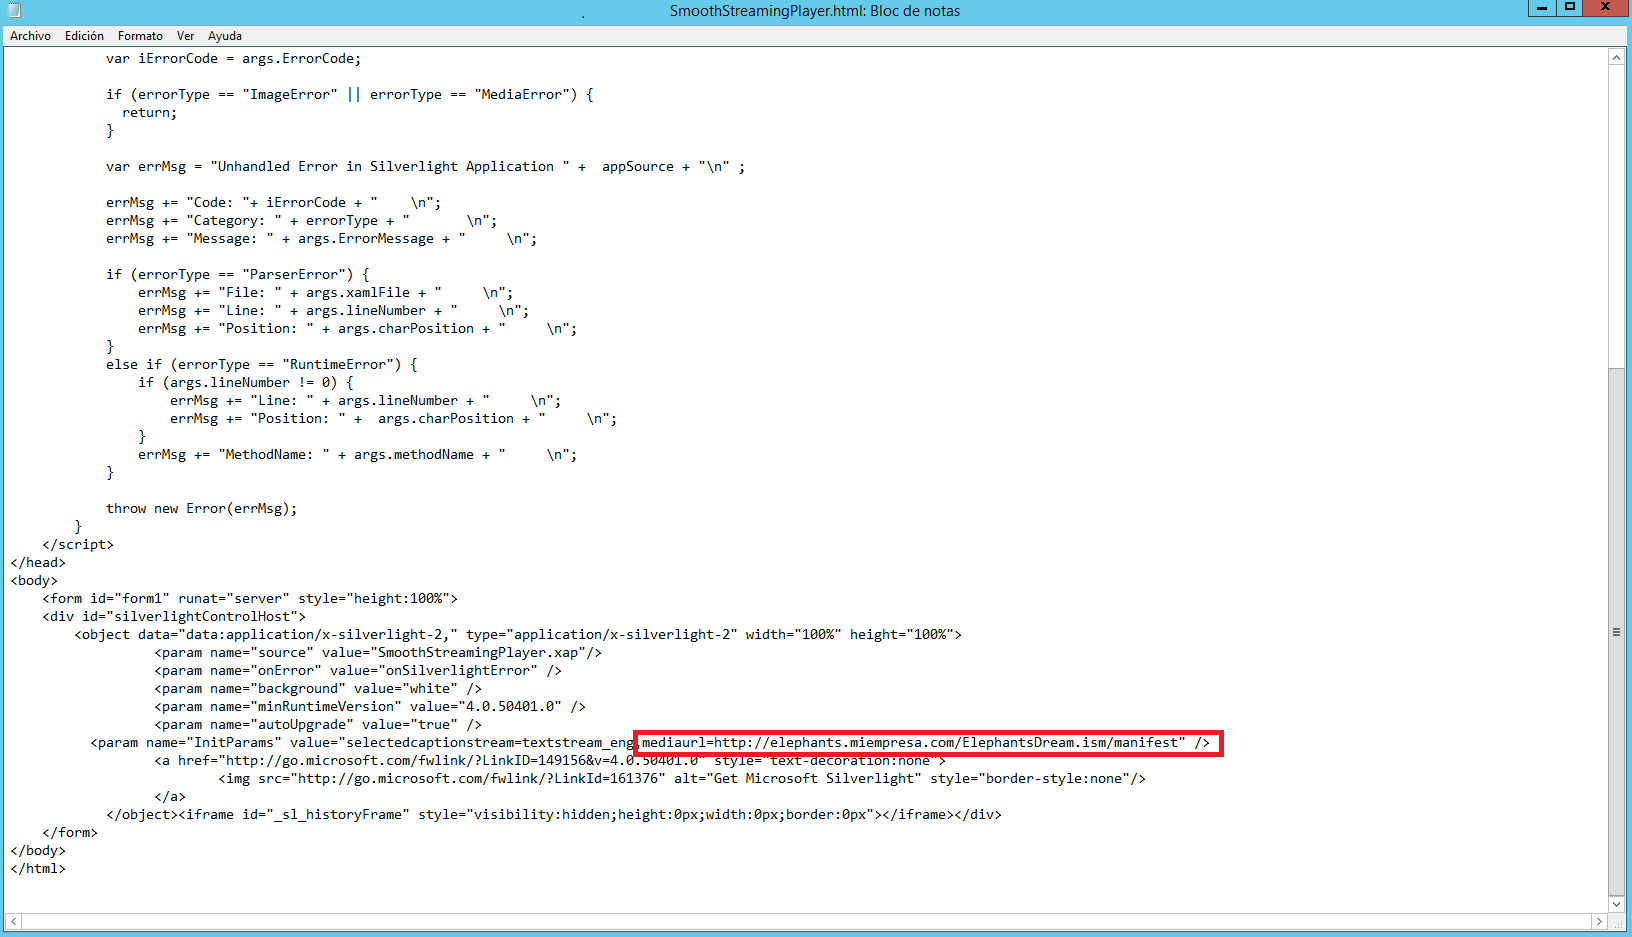 SmoothStreamingPlayer.html: Bloc de notas
Archivo Edición Formato Ver Ayuda
var iErrorCode = args.ErrorCode;
if (errorType == "ImageError" || errorType == "MediaError") {
return;
}
var errMsg = "Unhandled Error in Silverlight Application " +  appSource + "\n" ;
errMsg += "Code: "+ iErrorCode + "    \n";
errMsg += "Category: " + errorType + "       \n";
errMsg += "Message: " + args.ErrorMessage + "     \n";
if (errorType == "ParserError") {
errMsg += "File: " + args.xamlFile + "     \n";
errMsg += "Line: " + args.lineNumber + "     \n";
errMsg += "Position: " + args.charPosition + "     \n";
}
else if (errorType == "RuntimeError") {
if (args.lineNumber != 0) {
errMsg += "Line: " + args.lineNumber + "     \n";
errMsg += "Position: " +  args.charPosition + "     \n";
}
errMsg += "MethodName: " + args.methodName + "     \n";
}
throw new Error(errMsg);
}
</script>
</head>
<body>
<form id="form1" runat="server" style="height:100%">
<div id="silverlightControlHost">
<object data="data:application/x-silverlight-2," type="application/x-silverlight-2" width="100%" height="100%">
<param name="source" value="SmoothStreamingPlayer.xap"/>
<param name="onError" value="onSilverlightError" />
<param name="background" value="white" />
<param name="minRuntimeVersion" value="4.0.50401.0" />
<param name="autoUpgrade" value="true" />
<param name="InitParams" value="selectedcaptionstream=textstream_eng,mediaurl=http://elephants.miempresa.com/ElephantsDream.ism/manifest" />
<a href="http://go.microsoft.com/fwlink/?LinkID=149156&v=4.0.50401.0" style="text-decoration:none">
<img src="http://go.microsoft.com/fwlink/?LinkId=161376" alt="Get Microsoft Silverlight" style="border-style:none"/>
</a>
</object><iframe id="_sl_historyFrame" style="visibility:hidden;height:0px;width:0px;border:0px"></iframe></div>
</form>
</body>
</html>